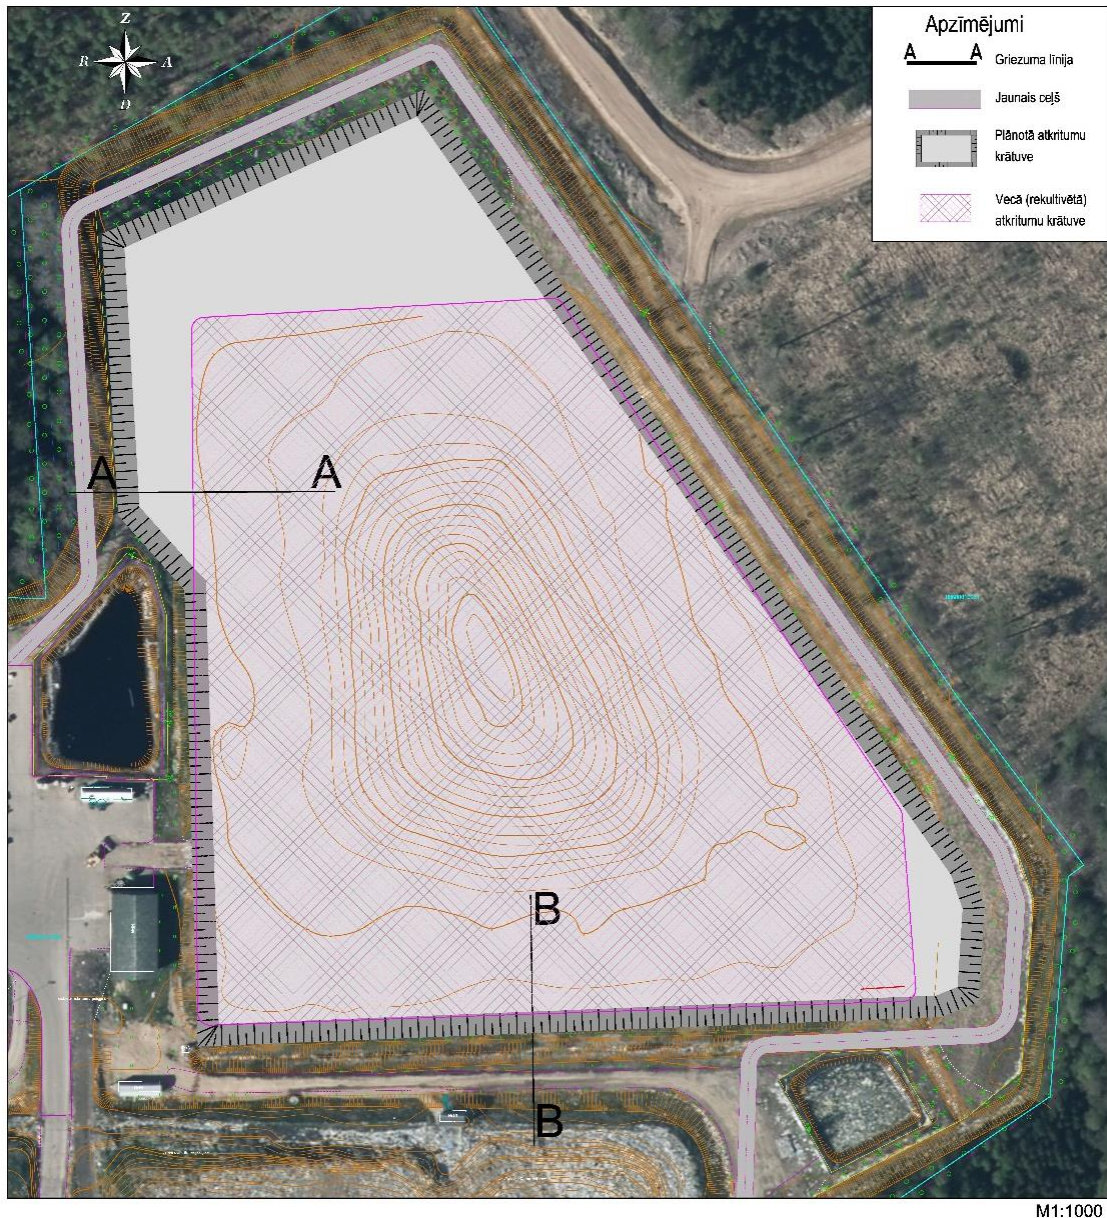 Z
R
A
D
Apzīmējumi
A A
Griezuma līnija
Jaunais ceļš
Plānotā atkritumu
krātuve
Vecā (rekultivētā)
atkritumu krātuve
A A
B
B
M1:1000